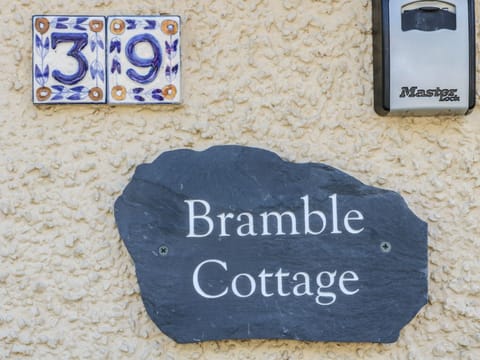 39
Master
Lock
Bramble
Cottage